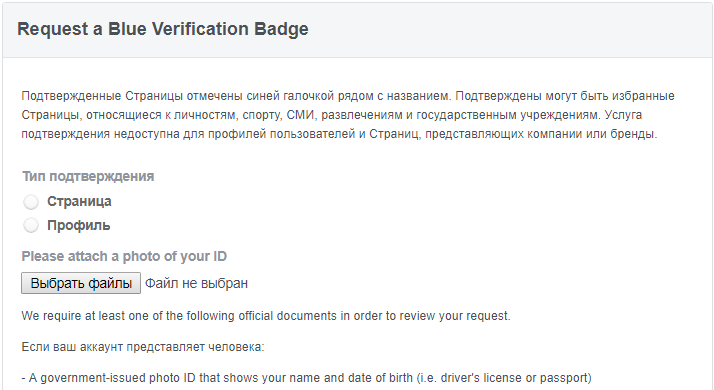 Request a Blue Verification Badge
Подтвержденные Страницы отмечены синей галочкой рядом с названием. Подтверждены могут быть избранные
Страницы, относящиеся к личностям, спорту, СМИ, развлечениям и государственным учреждениям. Услуга
подтверждения недоступна для профилей пользователей и Страниц, представляющих компании или бренды.
Тип подтверждения
Страница
Профиль
Please attach a photo of your ID
Выбрать файлы Файл не выбран
We require at least one of the following official documents in order to review your request.
Если ваш аккаунт представляет человека:
- A government-issued photo ID that shows your name and date of birth (i.e. driver's license or passport)